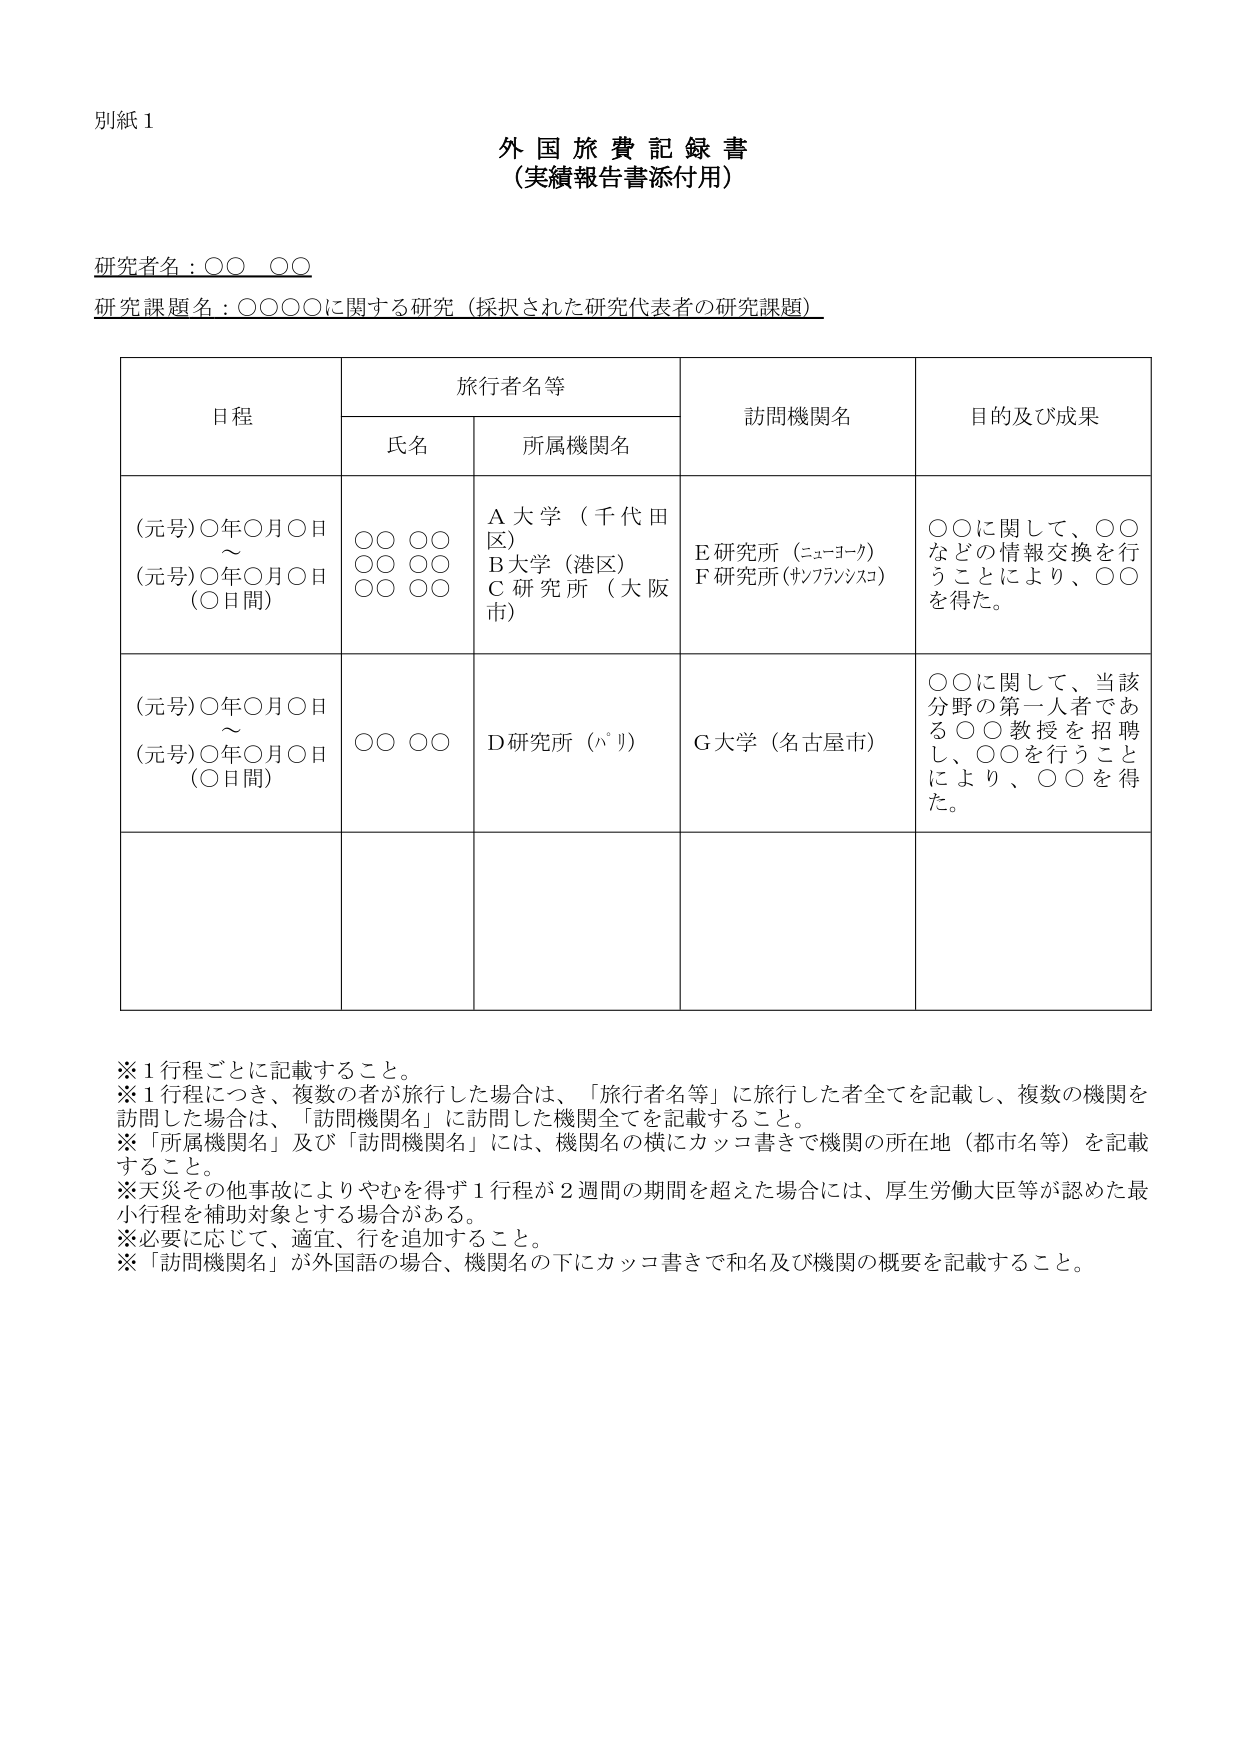 別紙１
外国旅費記録書
（実績報告書添付用）
研究者名：○○　○○
研究課題名：○○○○に関する研究（採択された研究代表者の研究課題）
日程
旅行者名等
訪問機関名
目的及び成果
氏名
所属機関名
(元号)○年○月○日
～
(元号)○年○月○日
（○日間）
○○ ○○
○○ ○○
○○ ○○
Ａ大学（千代田
区）
Ｂ大学（港区）
Ｃ研究所（大阪
市）
Ｅ研究所（ﾆｭｰﾖｰｸ）
Ｆ研究所(ｻﾝﾌﾗﾝｼｽｺ)
○○に関して、○○
などの情報交換を行
うことにより、○○
を得た。
(元号)○年○月○日
～
(元号)○年○月○日
（○日間）
○○ ○○
Ｄ研究所（ﾊﾟﾘ）
Ｇ大学（名古屋市）
○○に関して、当該
分野の第一人者であ
る○○教授を招聘
し、○○を行うこと
により、○○を得
た。
※１行程ごとに記載すること。
※１行程につき、複数の者が旅行した場合は、「旅行者名等」に旅行した者全てを記載し、複数の機関を
訪問した場合は、「訪問機関名」に訪問した機関全てを記載すること。
※「所属機関名」及び「訪問機関名」には、機関名の横にカッコ書きで機関の所在地（都市名等）を記載
すること。
※天災その他事故によりやむを得ず１行程が２週間の期間を超えた場合には、厚生労働大臣等が認めた最
小行程を補助対象とする場合がある。
※必要に応じて、適宜、行を追加すること。
※「訪問機関名」が外国語の場合、機関名の下にカッコ書きで和名及び機関の概要を記載すること。